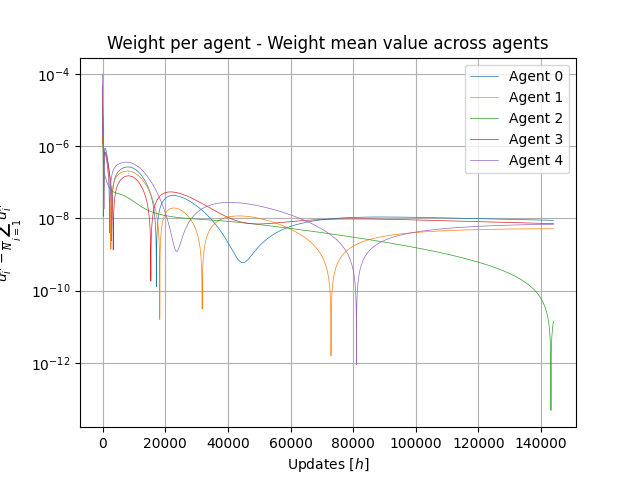 Weight per agent - Weight mean value across agents
10⁻⁴
10⁻⁶
10⁻⁸
10⁻¹⁰
10⁻¹²
Agent 0
Agent 1
Agent 2
Agent 3
Agent 4
0
20000
40000
60000
80000
100000
120000
140000
Updates [h]